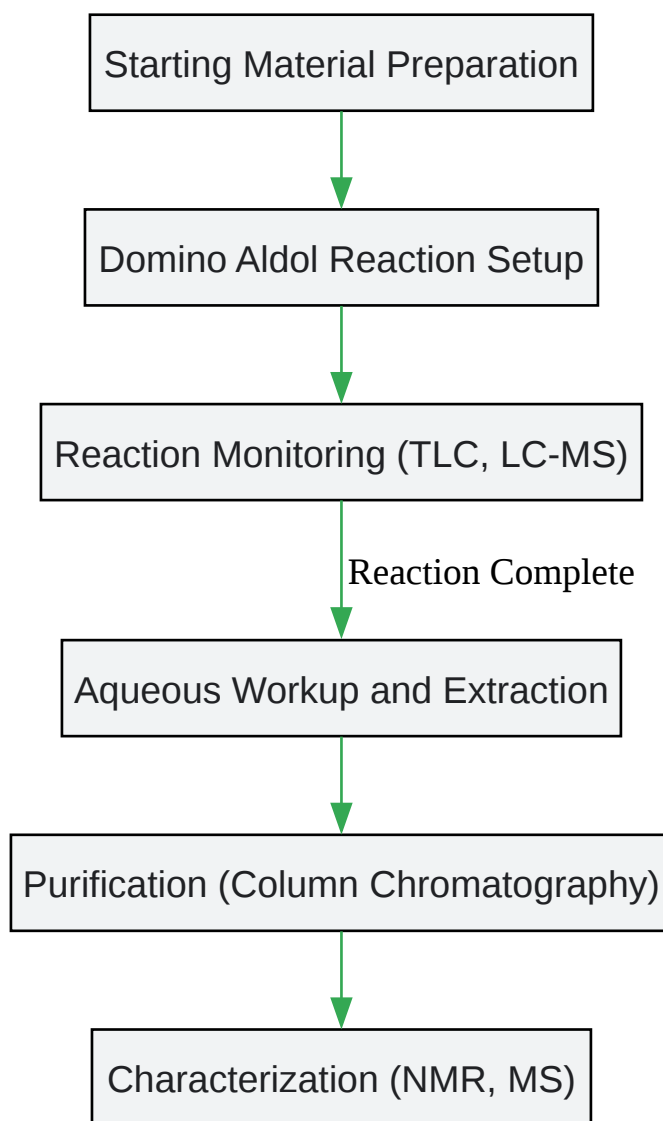 Starting Material Preparation
Domino Aldol Reaction Setup
Reaction Monitoring (TLC, LC-MS)
Reaction Complete
Aqueous Workup and Extraction
Purification (Column Chromatography)
Characterization (NMR, MS)